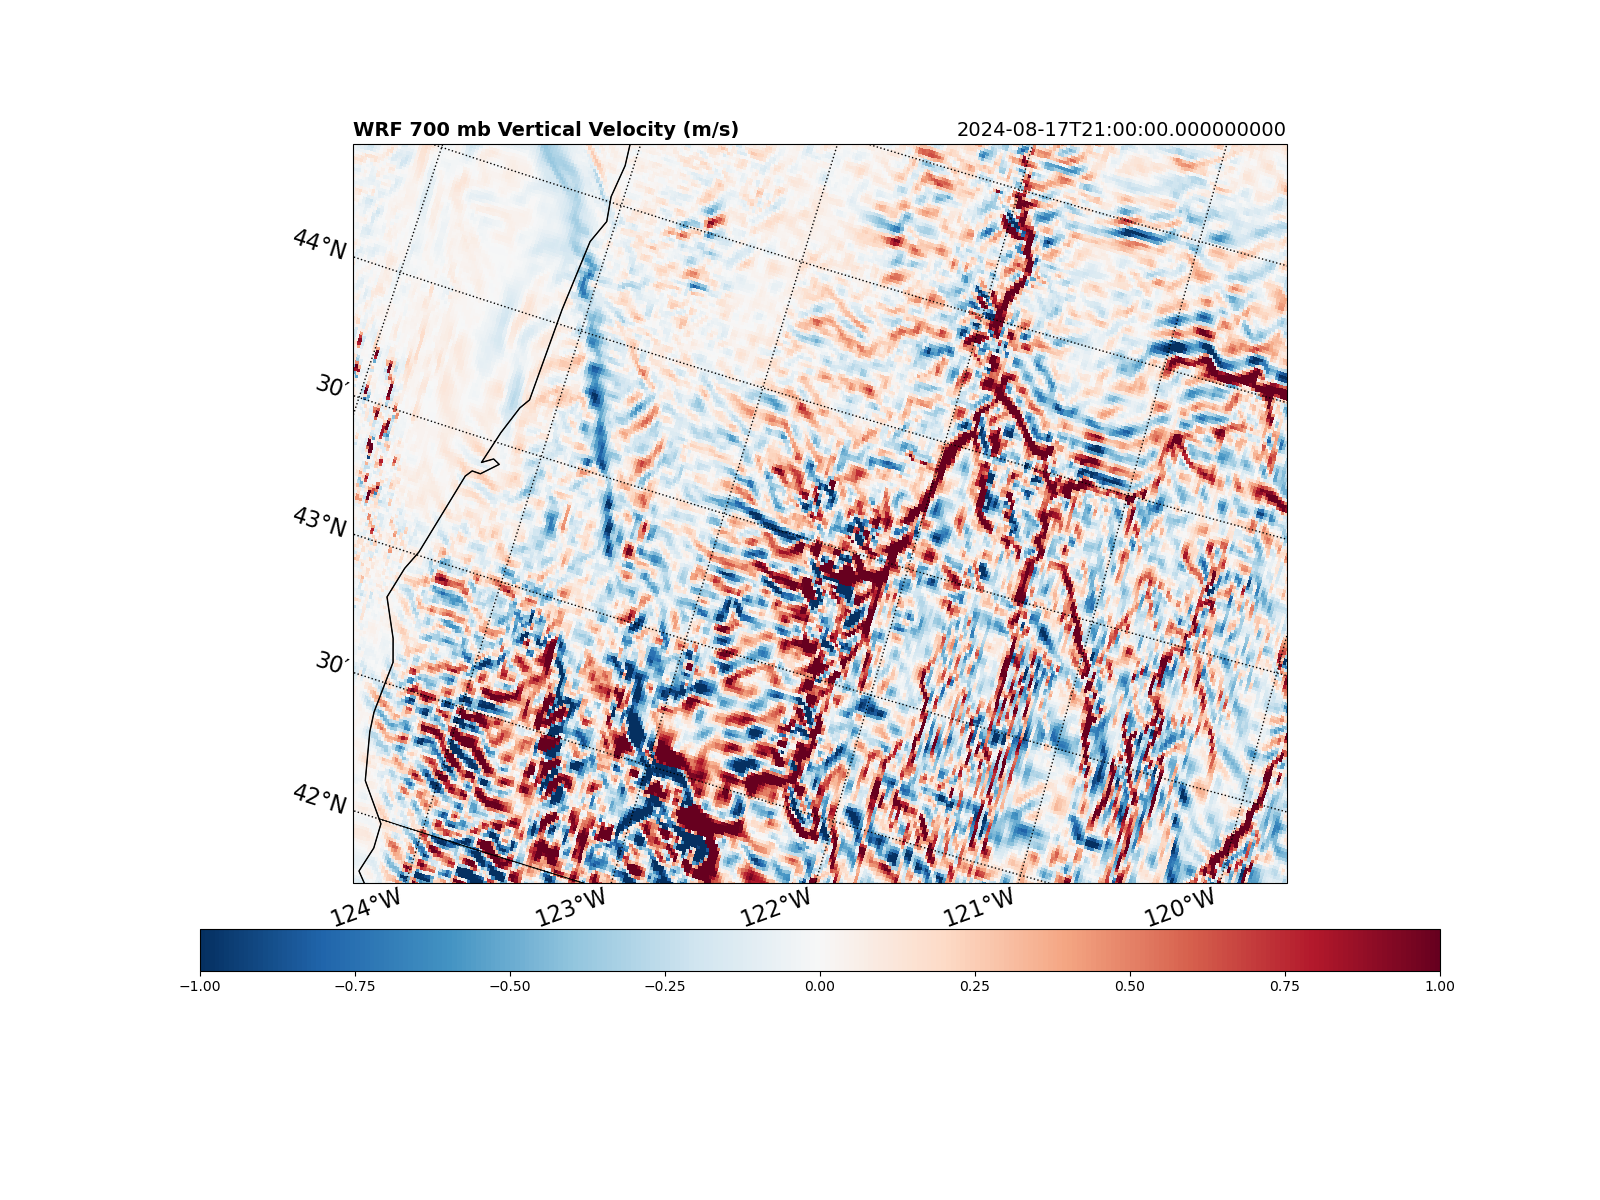 WRF 700 mb Vertical Velocity (m/s) 2024-08-17T21:00:00.000000000
44°N
30′
43°N
30′
42°N
124°W 123°W 122°W 121°W 120°W
−1.00 −0.75 −0.50 −0.25 0.00 0.25 0.50 0.75 1.00